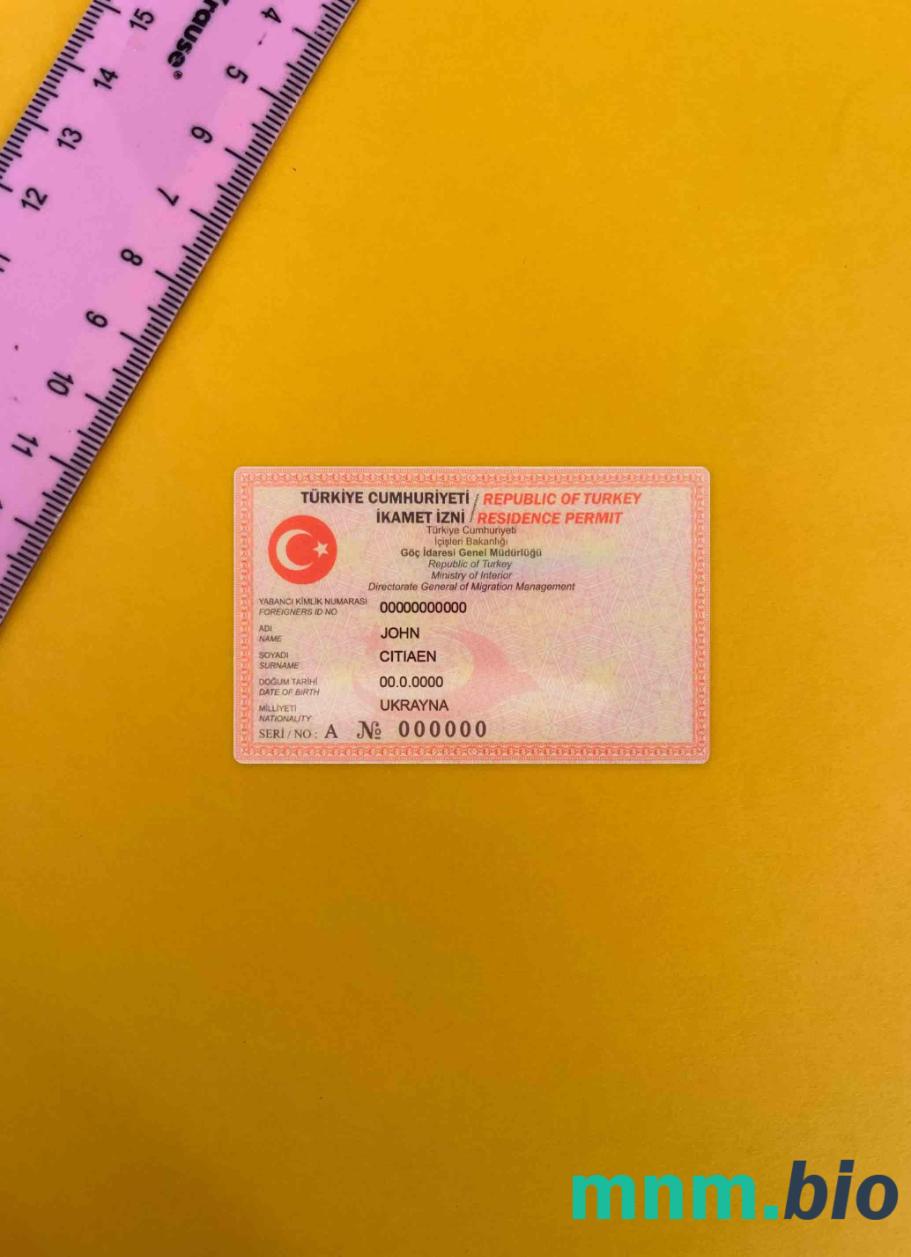 15
14
13
12
11
4
5
6
7
8
9
10
11
rause®
TÜRKİYE CUMHURİYETİ / REPUBLIC OF TURKEY
İKAMET İZNİ / RESIDENCE PERMIT
Türkiye Cumhuriyeti
İçişleri Bakanlığı
Göç İdaresi Genel Müdürlüğü
Republic of Turkey
Ministry of Interior
Directorate General of Migration Management
YABANCI KİMLİK NUMARASI 00000000000
FOREIGNERS ID NO
ADI JOHN
NAME
SOYADI CITIAEN
SURNAME
DOĞUM TARİHİ 00.0.0000
DATE OF BIRTH
MİLLİYETİ UKRAYNA
NATIONALITY
SERİ / NO : A № 000000
mnm.bio